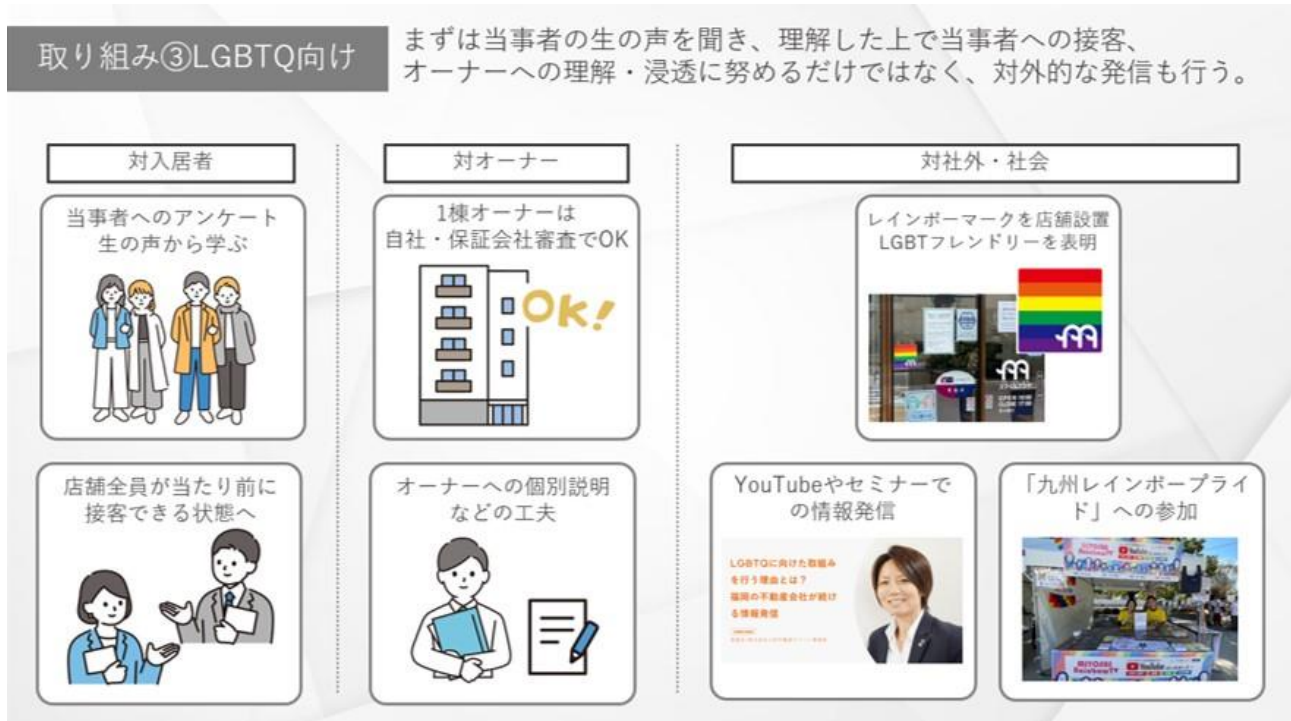 取り組み③LGBTQ向け
まずは当事者の生の声を聞き、理解した上で当事者への接客、
オーナーへの理解・浸透に努めるだけではなく、対外的な発信も行う。
対入居者
当事者へのアンケート
生の声から学ぶ
店舗全員が当たり前に
接客できる状態へ
対オーナー
1棟オーナーは
自社・保証会社審査でOK
OK!
オーナーへの個別説明
などの工夫
対社外・社会
レインボーマークを店舗設置
LGBTフレンドリーを表明
YouTubeやセミナーで
の情報発信
LGBTQに向けた取組み
を行う理由とは?
福岡の不動産会社が続け
る情報発信
「九州レインボープライ
ド」への参加
MIYOSHI
RainbowTV
YouTube